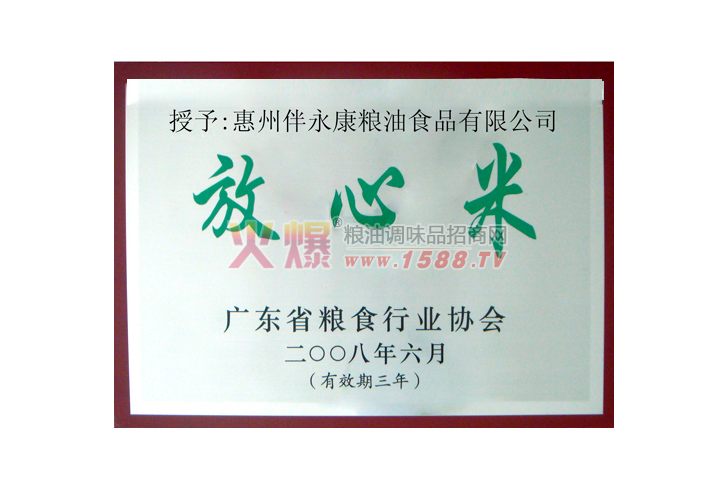 授予:惠州伴永康粮油食品有限公司
放心米
火爆® 粮油调味品招商网
www.1588.TV
广东省粮食行业协会
二〇〇八年六月
(有效期三年)